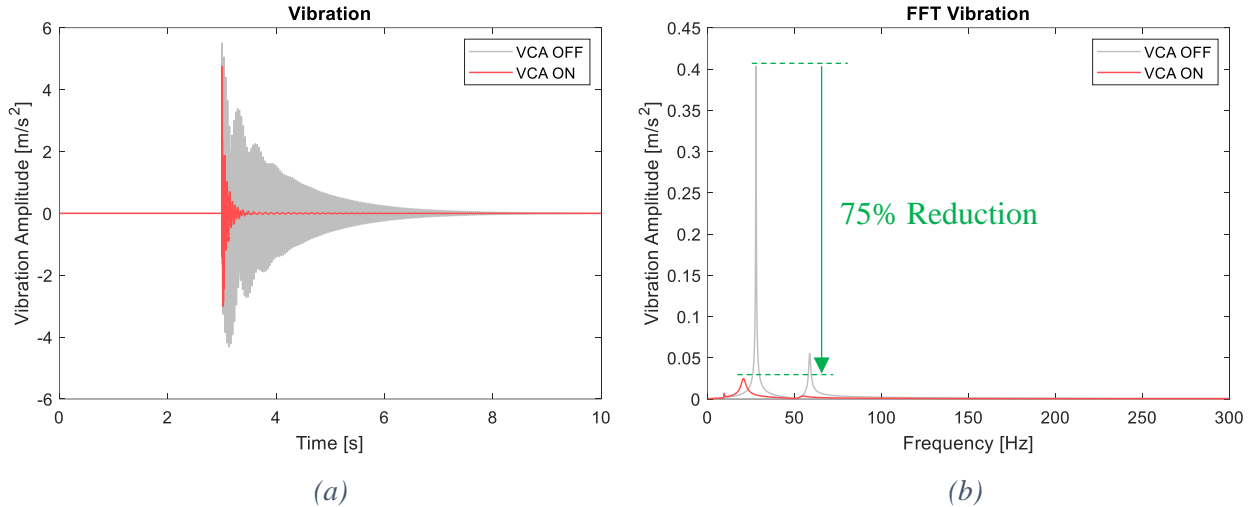 Vibration
6
4
2
0
-2
-4
-6
Vibration Amplitude [m/s²]
VCA OFF
VCA ON
0
2
4
6
8
10
Time [s]
(a)
FFT Vibration
0.45
0.4
0.35
0.3
0.25
0.2
0.15
0.1
0.05
0
Vibration Amplitude [m/s²]
VCA OFF
VCA ON
75% Reduction
0
50
100
150
200
250
300
Frequency [Hz]
(b)